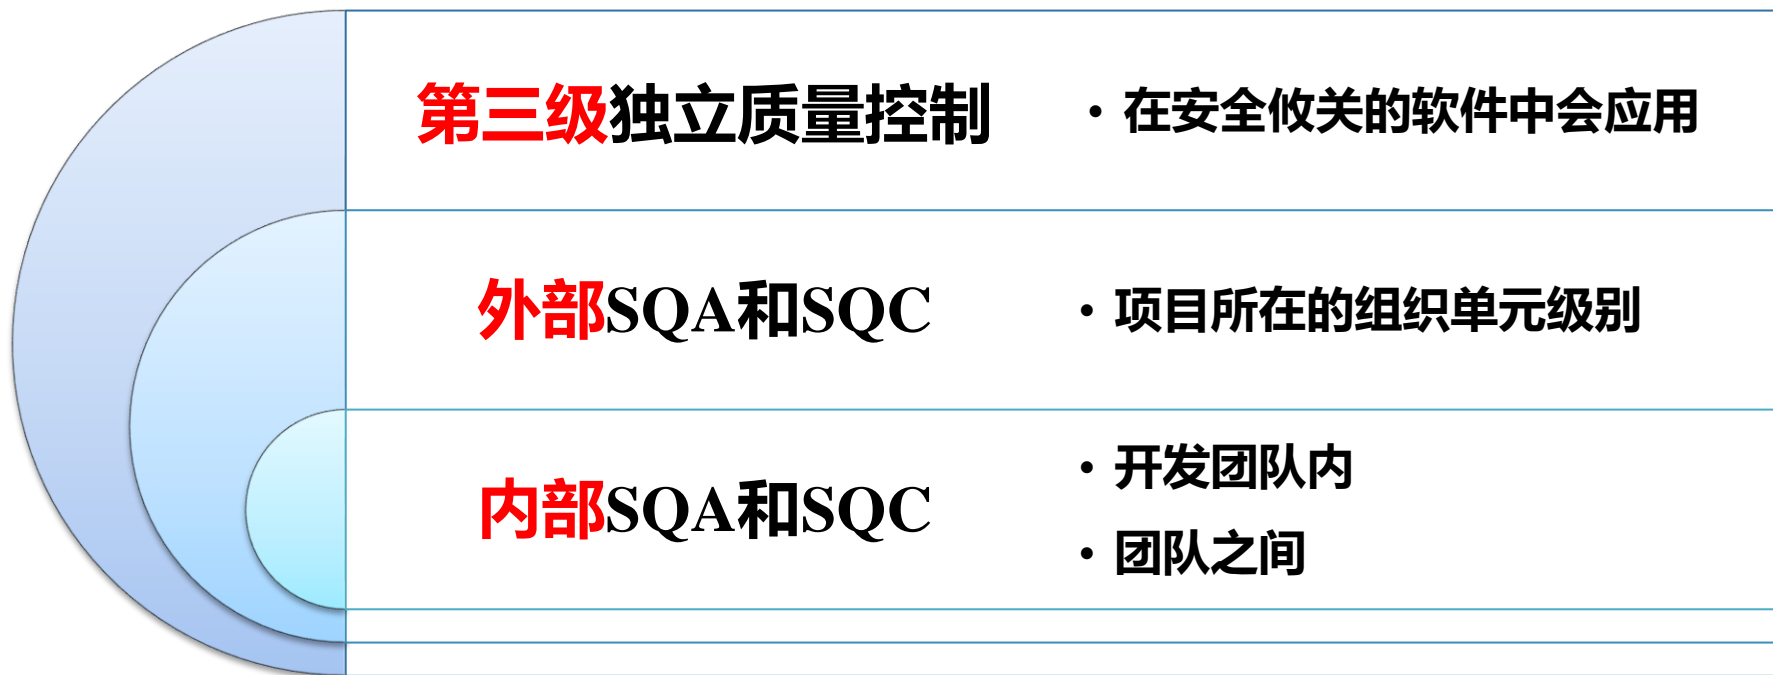 第三级独立质量控制
• 在安全攸关的软件中会应用
外部SQA和SQC
• 项目所在的组织单元级别
内部SQA和SQC
• 开发团队内
• 团队之间